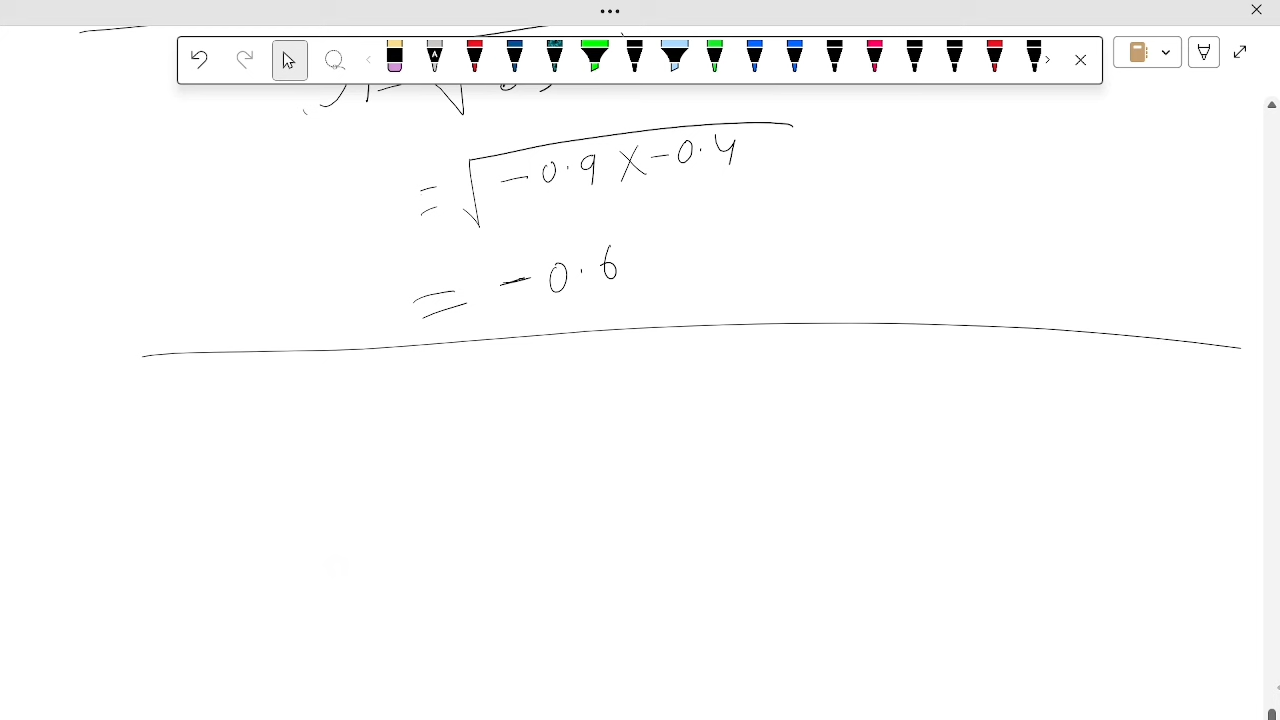 = √-0.9 X -0.4
= -0.6